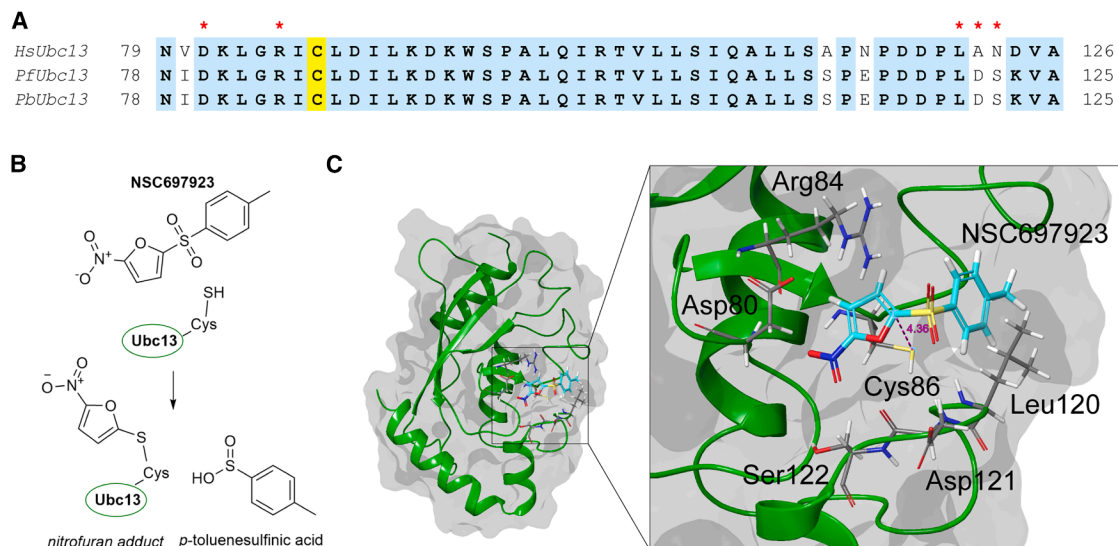 A
* * * * *
HsUbc13 79 N V D K L G R I C L D I L K D K W S P A L Q I R T V L L S I Q A L L S A P N P D D P L A N D V A 126
PfUbc13 78 N I D K L G R I C L D I L K D K W S P A L Q I R T V L L S I Q A L L S S P E P D D P L D S K V A 125
PbUbc13 78 N I D K L G R I C L D I L K D K W S P A L Q I R T V L L S I Q A L L S S P E P D D P L D S K V A 125
B
NSC697923
O
O
S
O
O
N+
O-
SH
Cys
Ubc13
O
O-
N+
O
S
Cys
Ubc13
O
S
HO
nitrofuran adduct
p-toluenesulfinic acid
C
Arg84
NSC697923
Asp80
4.36
Cys86
Leu120
Ser122
Asp121